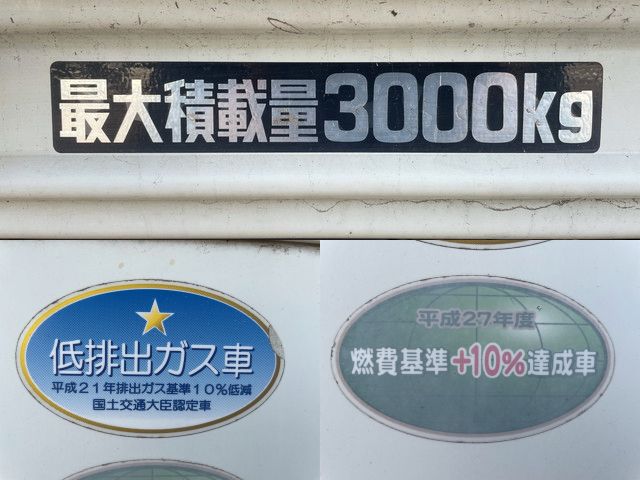 最大積載量3000kg
低排出ガス車
平成21年排出ガス基準10%低減
国土交通大臣認定車
平成27年度
燃費基準+10%達成車